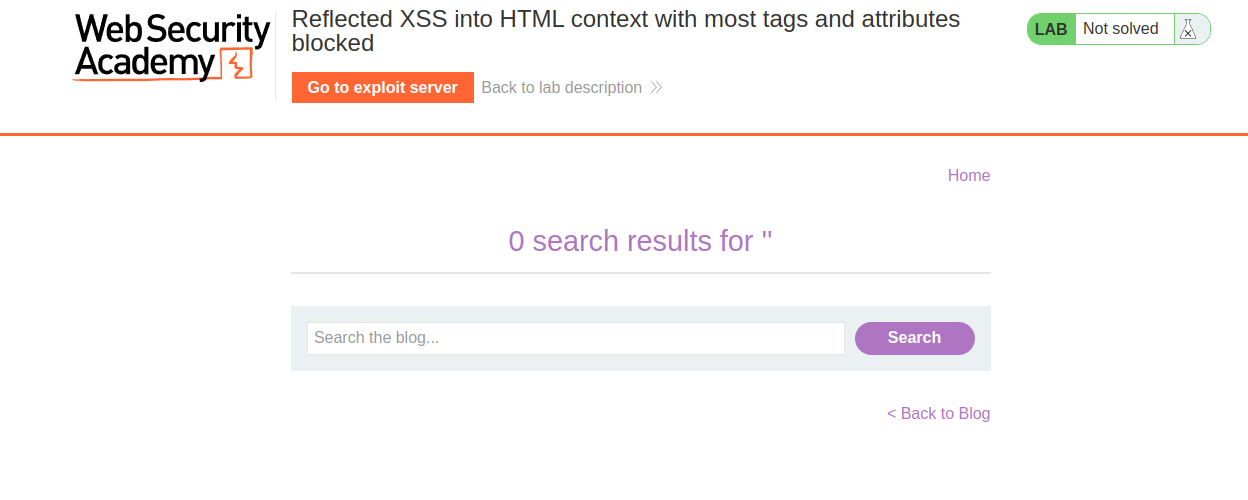 Web Security
Academy
Reflected XSS into HTML context with most tags and attributes
blocked
LAB
Not solved
Go to exploit server
Back to lab description
Home
0 search results for ''
Search the blog...
Search
< Back to Blog